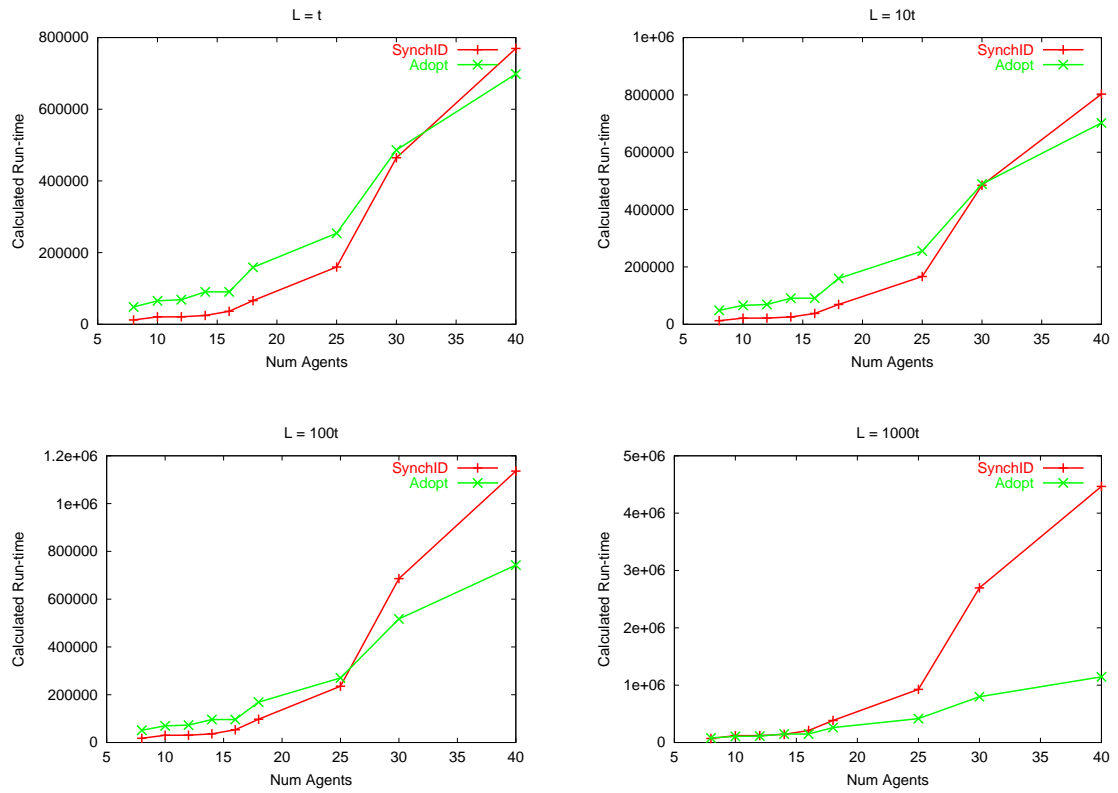 L = t
800000
600000
400000
200000
0
5 10 15 20 25 30 35 40
Calculated Run-time
Num Agents
SynchID
Adopt
L = 10t
1e+06
800000
600000
400000
200000
0
5 10 15 20 25 30 35 40
Calculated Run-time
Num Agents
SynchID
Adopt
L = 100t
1.2e+06
1e+06
800000
600000
400000
200000
0
5 10 15 20 25 30 35 40
Calculated Run-time
Num Agents
SynchID
Adopt
L = 1000t
5e+06
4e+06
3e+06
2e+06
1e+06
0
5 10 15 20 25 30 35 40
Calculated Run-time
Num Agents
SynchID
Adopt